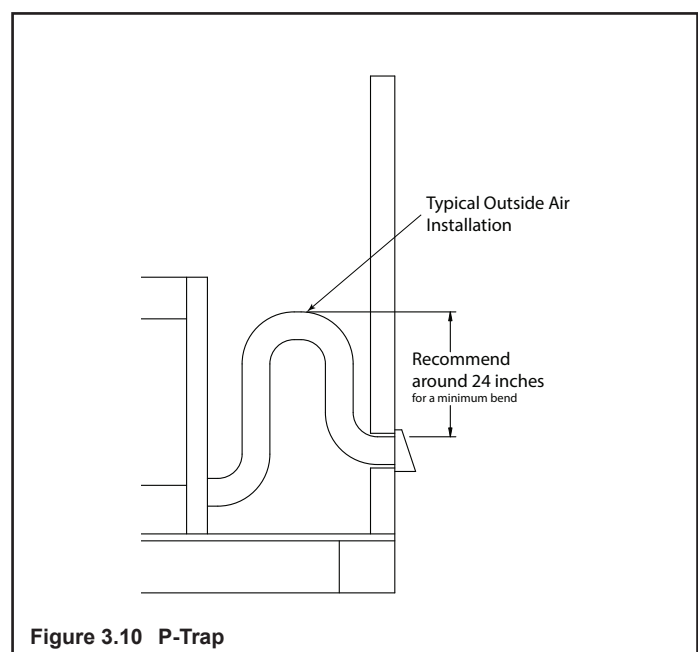 Typical Outside Air
Installation
Recommend
around 24 inches
for a minimum bend
Figure 3.10 P-Trap